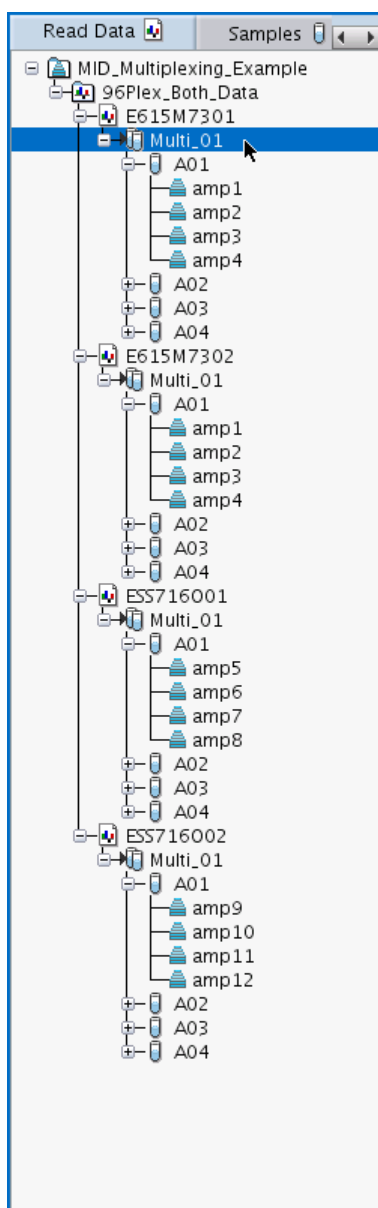 Read Data Samples
MID_Multiplexing_Example
96Plex_Both_Data
E615M7301
Multi_01
A01
amp1
amp2
amp3
amp4
A02
A03
A04
E615M7302
Multi_01
A01
amp1
amp2
amp3
amp4
A02
A03
A04
ESS716O01
Multi_01
A01
amp5
amp6
amp7
amp8
A02
A03
A04
ESS716O02
Multi_01
A01
amp9
amp10
amp11
amp12
A02
A03
A04